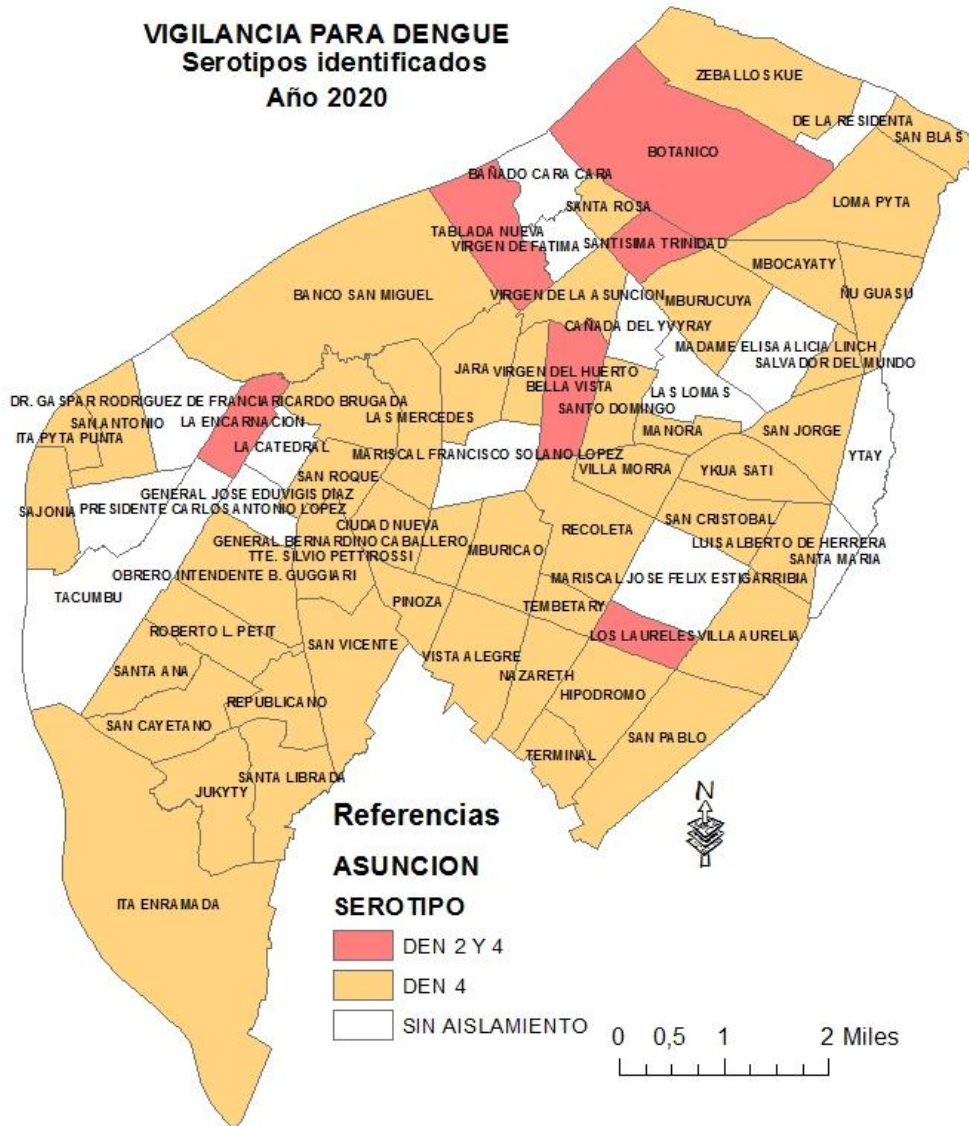 VIGILANCIA PARA DENGUE
Serotipos identificados
Año 2020
ZEBALLOS KUE
DE LA RESIDENTA
SAN BLAS
BOTANICO
BAÑADO CARA CARA
SANTA ROSA
LOMA PYTA
TABLADA NUEVA
VIRGEN DE FATIMA
SANTISIMA TRINIDAD
MBOCAYATY
BANCO SAN MIGUEL
VIRGEN DE LA ASUNCION
MBURUCUYA
ÑU GUASU
CAÑADA DEL YVYRAY
MADAME ELISA ALICIA LINCH
SALVADOR DEL MUNDO
JARA
VIRGEN DEL HUERTO
BELLA VISTA
LAS LOMAS
DR. GASPAR RODRIGUEZ DE FRANCIA
RICARDO BRUGADA
SAN ANTONIO
LA ENCARNACION
LAS MERCEDES
SANTO DOMINGO
ITA PYTA PUNTA
LA CATEDRAL
MANORA
SAN JORGE
MARISCAL FRANCISCO SOLANO LOPEZ
YTAY
SAN ROQUE
VILLA MORRA
YKUA SATI
GENERAL JOSE EDUVIGIS DIAZ
SAJONIA
PRESIDENTE CARLOS ANTONIO LOPEZ
CIUDAD NUEVA
RECOLETA
SAN CRISTOBAL
GENERAL BERNARDINO CABALLERO
LUIS ALBERTO DE HERRERA
TTE. SILVIO PETTIROSSI
MBURICAO
SANTA MARIA
OBRERO INTENDENTE B. GUGGIARI
MARISCAL JOSE FELIX ESTIGARRIBIA
TACUMBU
PINOZA
TEMBETARY
ROBERTO L. PETIT
SAN VICENTE
LOS LAURELES
VILLA AURELIA
SANTA ANA
VISTA ALEGRE
NAZARETH
HIPODROMO
REPUBLICANO
SAN CAYETANO
SAN PABLO
TERMINAL
SANTA LIBRADA
JUKYTY
ITA ENRAMADA
N
Referencias
ASUNCION
SEROTIPO
DEN 2 Y 4
DEN 4
SIN AISLAMIENTO
0 0,5 1 2 Miles